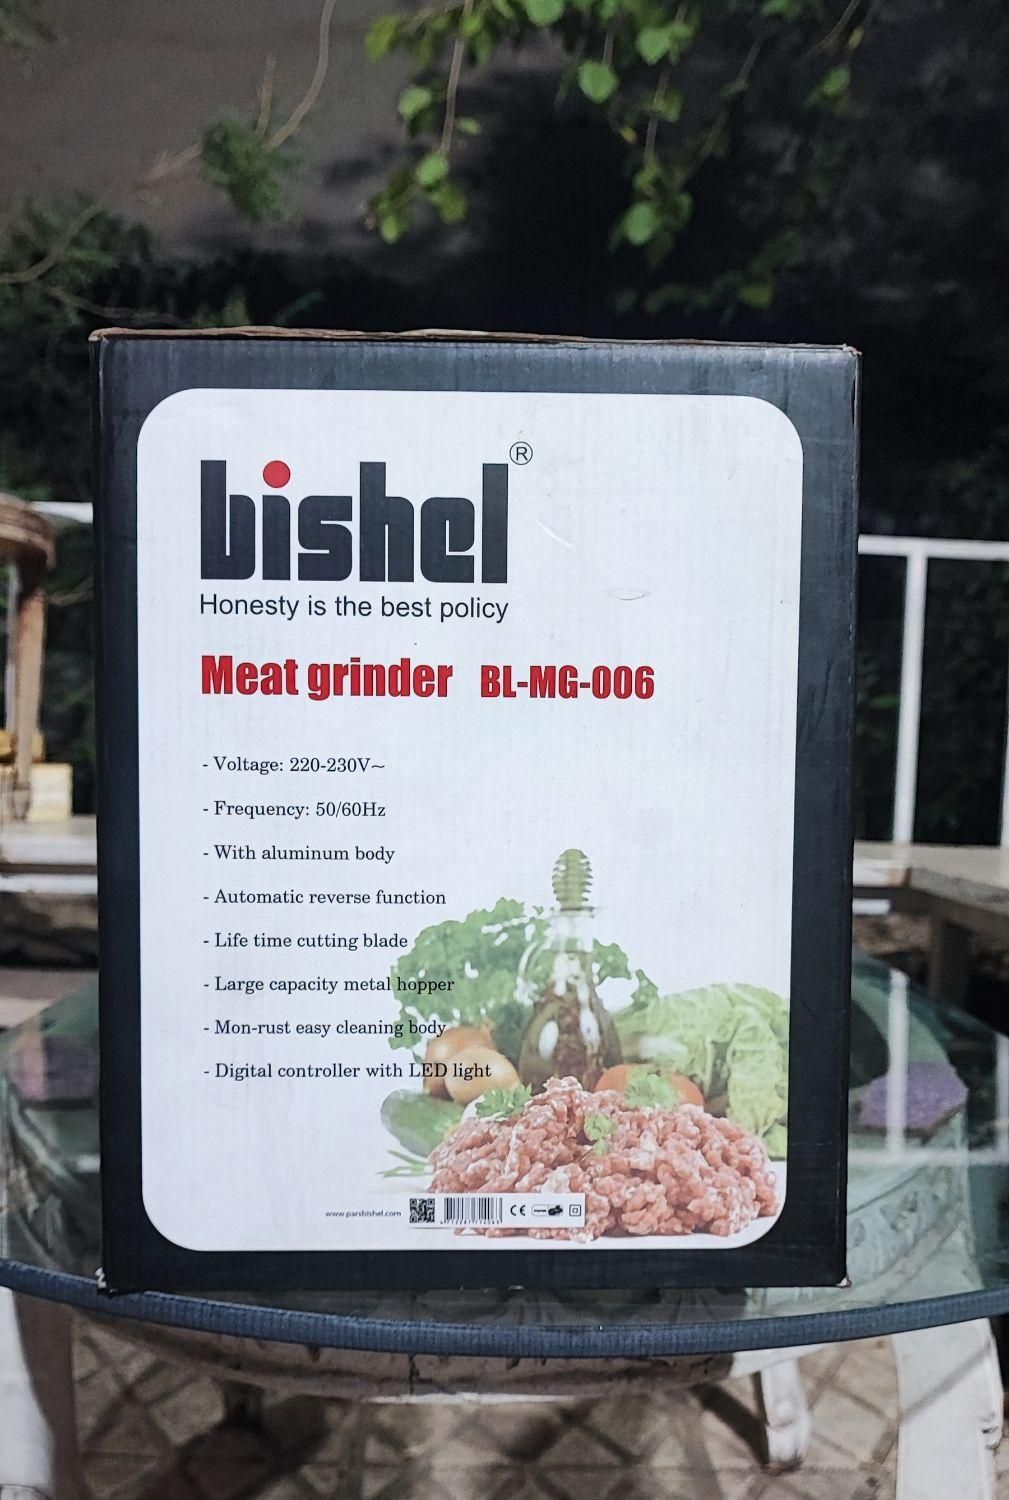 bishel®
Honesty is the best policy
Meat grinder BL-MG-006
- Voltage: 220-230V~
- Frequency: 50/60Hz
- With aluminum body
- Automatic reverse function
- Life time cutting blade
- Large capacity metal hopper
- Mon-rust easy cleaning body
- Digital controller with LED light
www.parsbishel.com CE